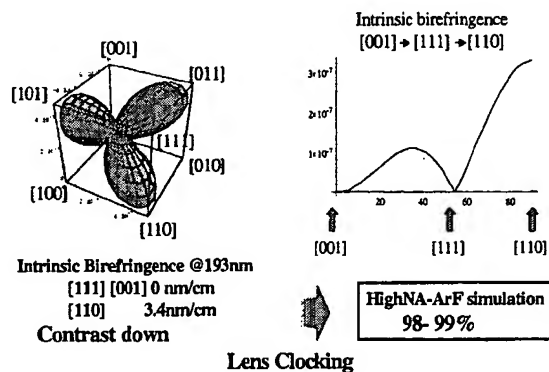 [001]
[101]
[011]
[111]
[010]
[100]
[110]
Intrinsic Birefringence @193nm
[111] [001] 0 nm/cm
[110] 3.4nm/cm
Contrast down
Intrinsic birefringence
[001] → [111] → [110]
3×10⁻⁷
2×10⁻⁷
1×10⁻⁷
20 40 60 80
[001] [111] [110]
HighNA-ArF simulation
98- 99%
Lens Clocking